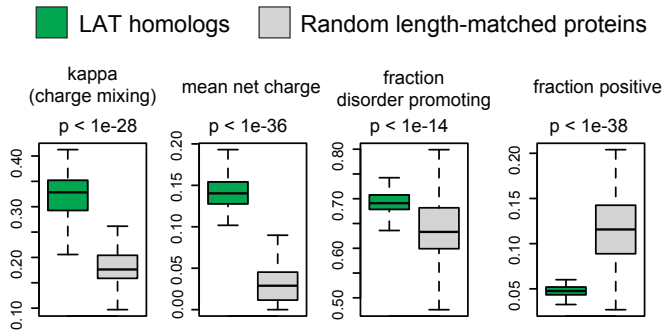 LAT homologs Random length-matched proteins
kappa
(charge mixing)
p < 1e-28
0.40
0.30
0.20
0.10
mean net charge
p < 1e-36
0.20
0.15
0.10
0.05
0.00
fraction
disorder promoting
p < 1e-14
0.80
0.70
0.60
0.50
fraction positive
p < 1e-38
0.20
0.15
0.10
0.05